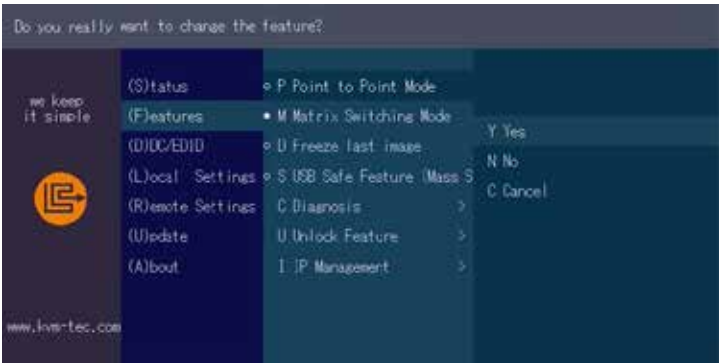 Do you really want to change the feature?
we keep
it simple
www.kvm-tec.com
(S)tatus
(F)eatures
(D)DC/EDID
(L)ocal Settings
(R)emote Settings
(U)pdate
(A)bout
P Point to Point Mode
M Matrix Switching Mode
D Freeze last image
S USB Safe Feature (Mass S
C Diagnosis >
U Unlock Feature >
I IP Management >
Y Yes
N No
C Cancel